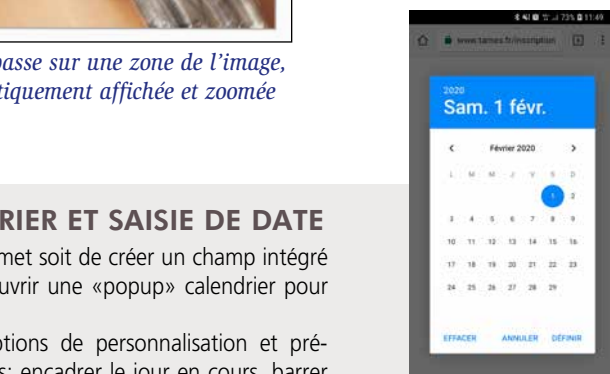 passe sur une zone de l'image,
tiquement affichée et zoomée
RIER ET SAISIE DE DATE
met soit de créer un champ intégré
uvrir une «popup» calendrier pour
ptions de personnalisation et pré-
s: encadrer le jour en cours, barrer
73% 11:49
www.tarnes.fr/inscription
2020
Sam. 1 févr.
< Février 2020 >
L M M J V S D
1 2
3 4 5 6 7 8 9
10 11 12 13 14 15 16
17 18 19 20 21 22 23
24 25 26 27 28 29
EFFACER ANNULER DÉFINIR